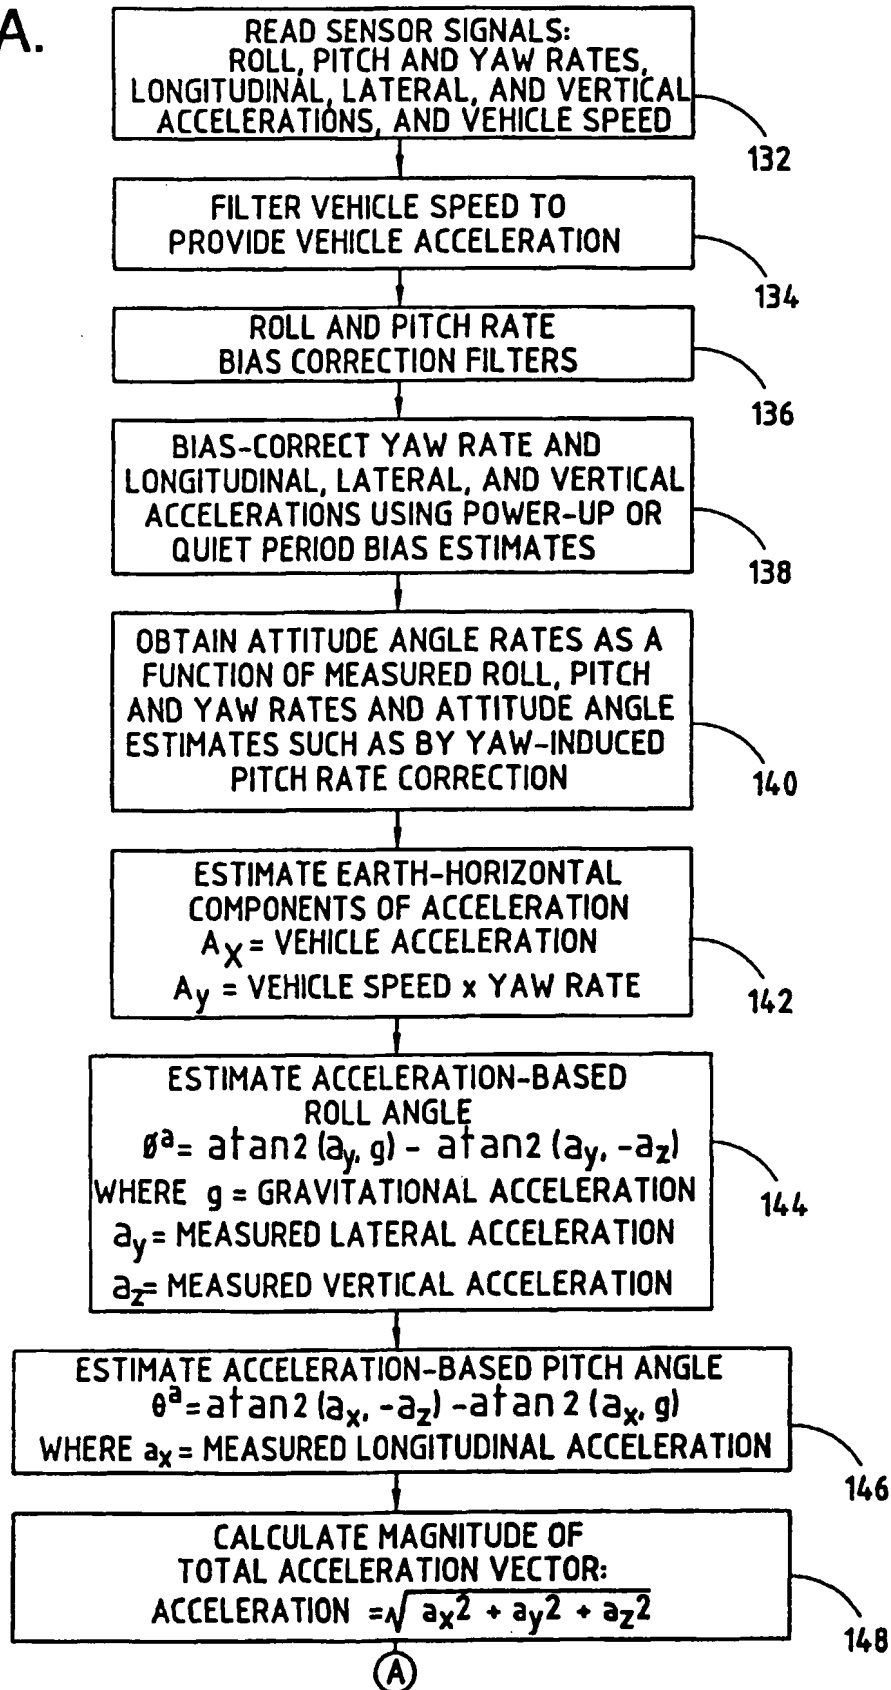 A.
READ SENSOR SIGNALS:
ROLL, PITCH AND YAW RATES,
LONGITUDINAL, LATERAL, AND VERTICAL
ACCELERATIONS, AND VEHICLE SPEED
132
FILTER VEHICLE SPEED TO
PROVIDE VEHICLE ACCELERATION
134
ROLL AND PITCH RATE
BIAS CORRECTION FILTERS
136
BIAS-CORRECT YAW RATE AND
LONGITUDINAL, LATERAL, AND VERTICAL
ACCELERATIONS USING POWER-UP OR
QUIET PERIOD BIAS ESTIMATES
138
OBTAIN ATTITUDE ANGLE RATES AS A
FUNCTION OF MEASURED ROLL, PITCH
AND YAW RATES AND ATTITUDE ANGLE
ESTIMATES SUCH AS BY YAW-INDUCED
PITCH RATE CORRECTION
140
ESTIMATE EARTH-HORIZONTAL
COMPONENTS OF ACCELERATION
AX = VEHICLE ACCELERATION
Ay = VEHICLE SPEED x YAW RATE
142
ESTIMATE ACCELERATION-BASED
ROLL ANGLE
øa= atan2 (ay, g) - atan2 (ay, -az)
WHERE g = GRAVITATIONAL ACCELERATION
ay = MEASURED LATERAL ACCELERATION
az= MEASURED VERTICAL ACCELERATION
144
ESTIMATE ACCELERATION-BASED PITCH ANGLE
θa=atan2 (ax, -az) -atan2 (ax, g)
WHERE ax = MEASURED LONGITUDINAL ACCELERATION
146
CALCULATE MAGNITUDE OF
TOTAL ACCELERATION VECTOR:
ACCELERATION =√ ax2 + ay2 + az2
148
A